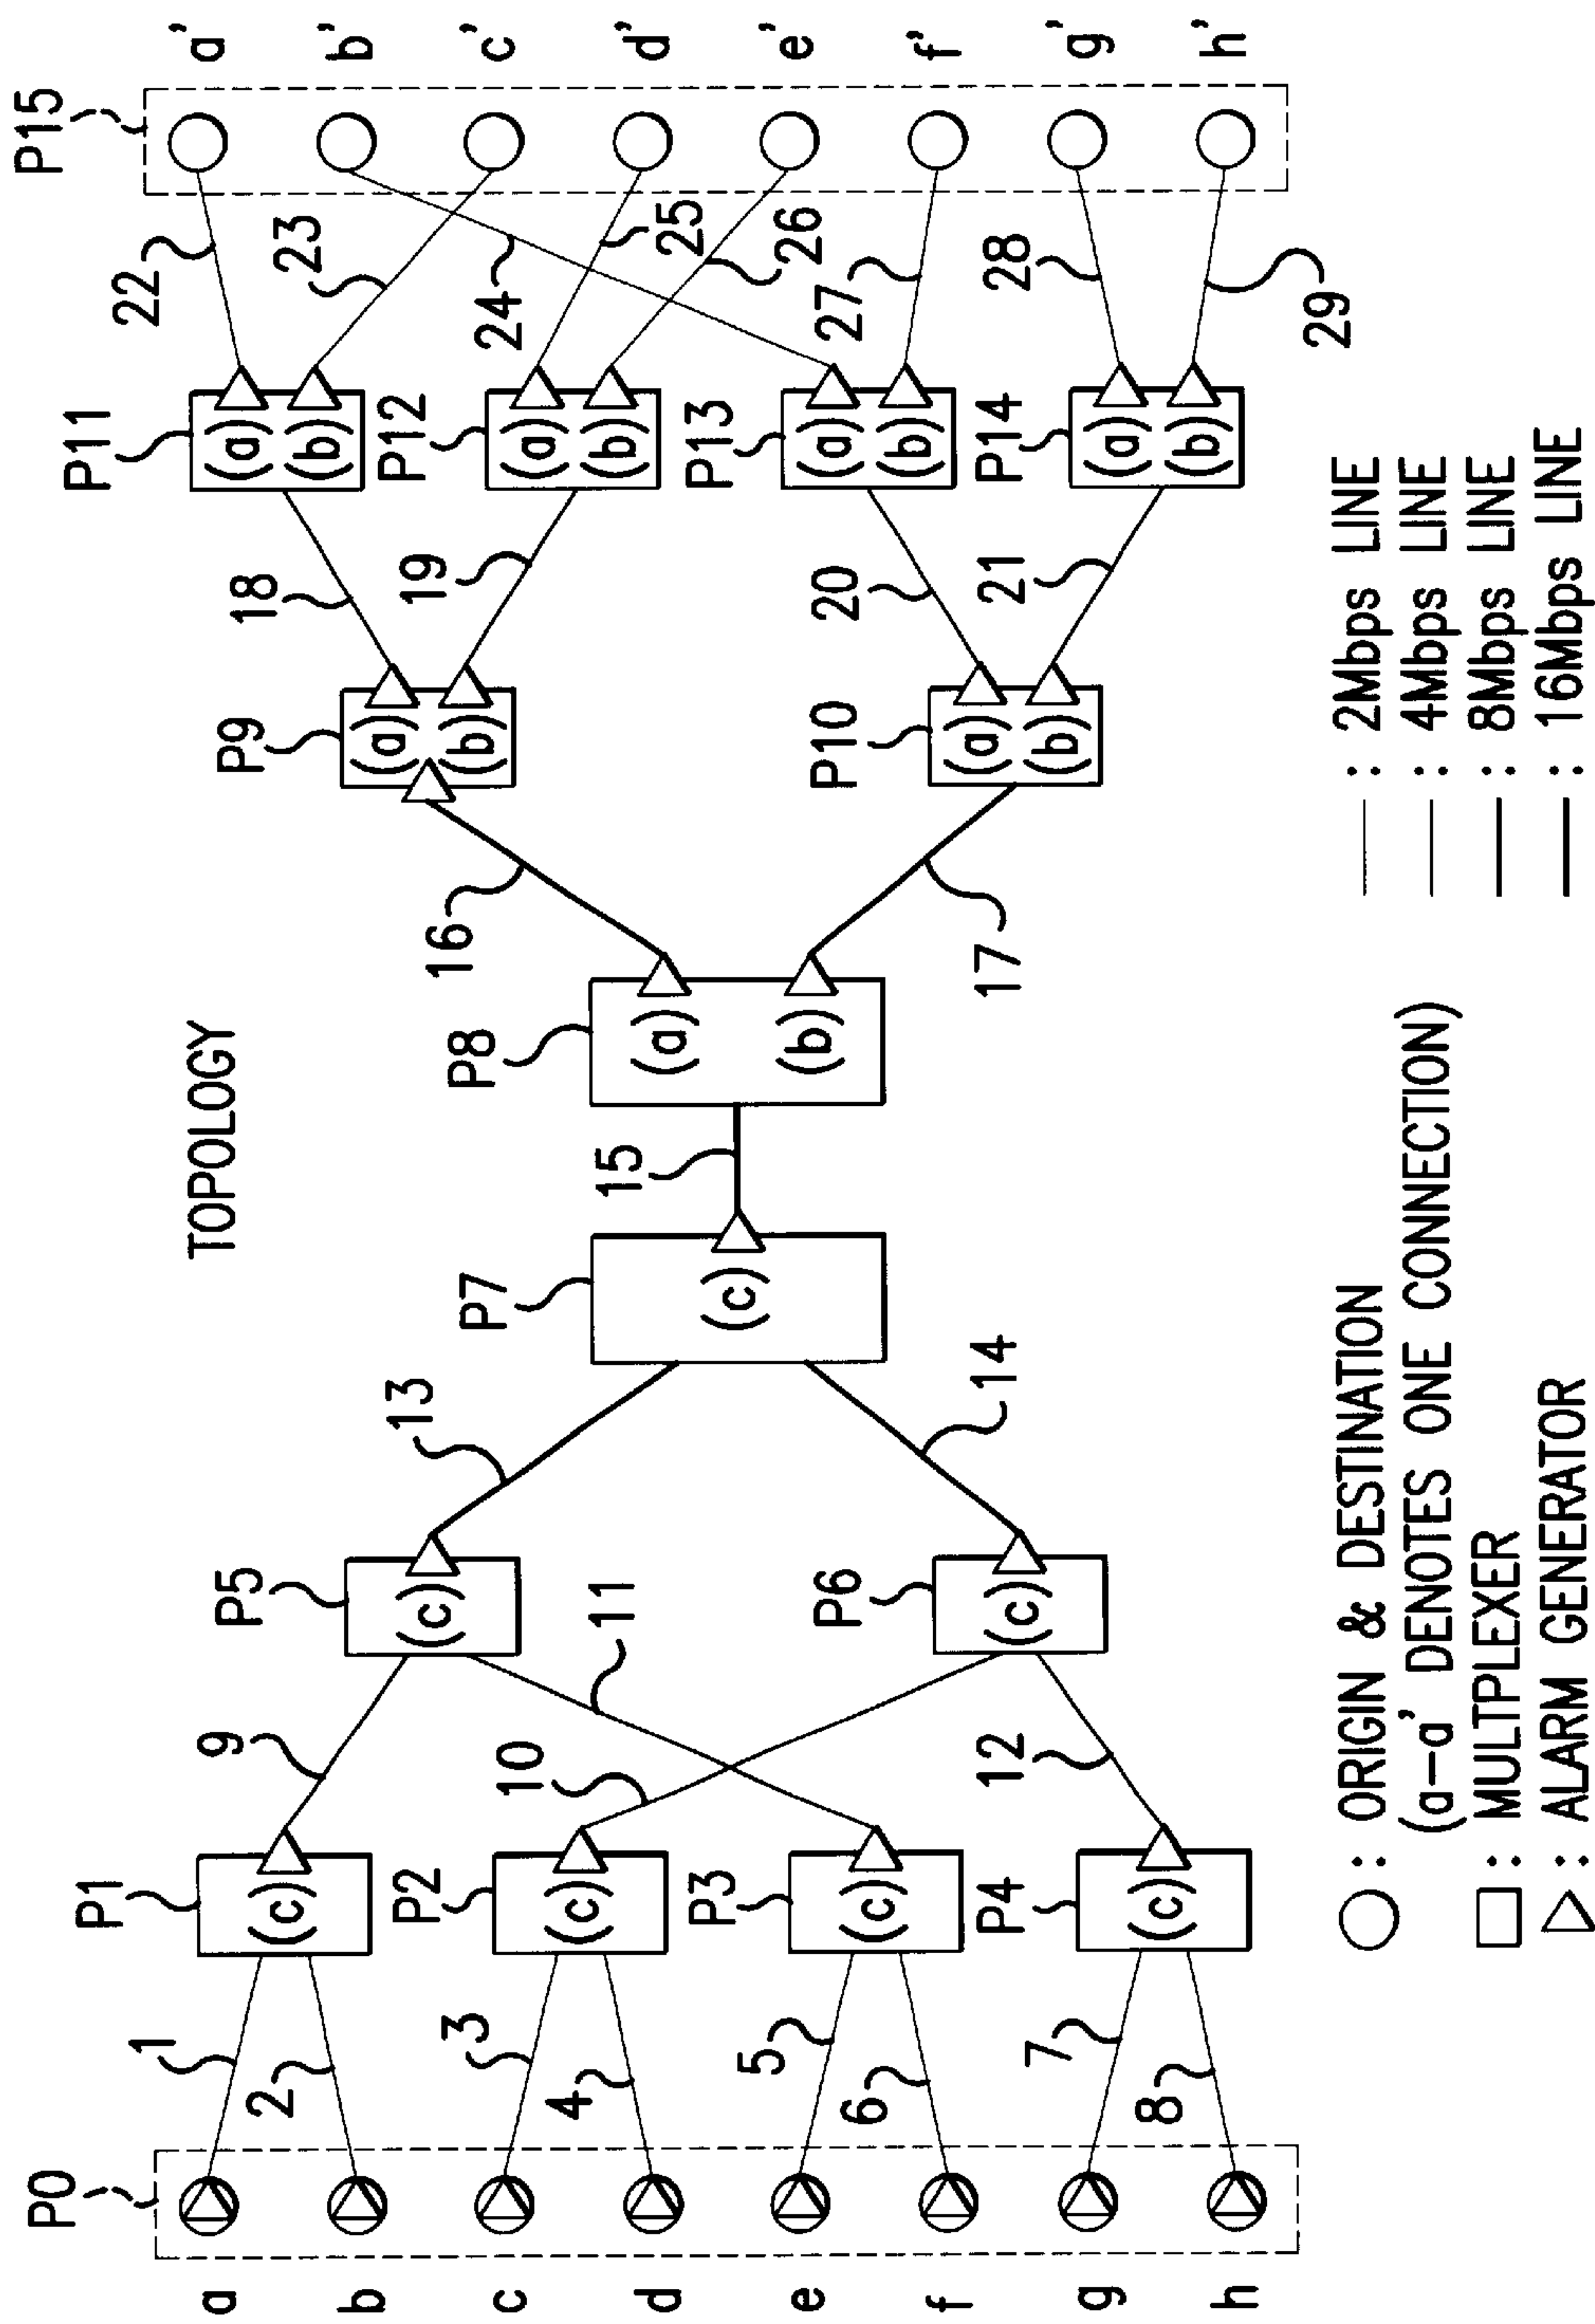 TOPOLOGY
P0
a
b
c
d
e
f
g
h
1
2
3
4
5
6
7
8
P1
(c)
P2
(c)
P3
(c)
P4
(c)
9
10
11
12
P5
(c)
P6
(c)
13
14
P7
(c)
15
P8
(a)
(b)
16
17
P9
(a)
(b)
P10
(a)
(b)
18
19
20
21
P11
(a)
(b)
P12
(a)
(b)
P13
(a)
(b)
P14
(a)
(b)
22
23
24
25
26
27
28
29
P15
a'
b'
c'
d'
e'
f'
g'
h'
: ORIGIN & DESTINATION
(a-a' DENOTES ONE CONNECTION)
: MULTPLEXER
: ALARM GENERATOR
: 2Mbps LINE
: 4Mbps LINE
: 8Mbps LINE
: 16Mbps LINE